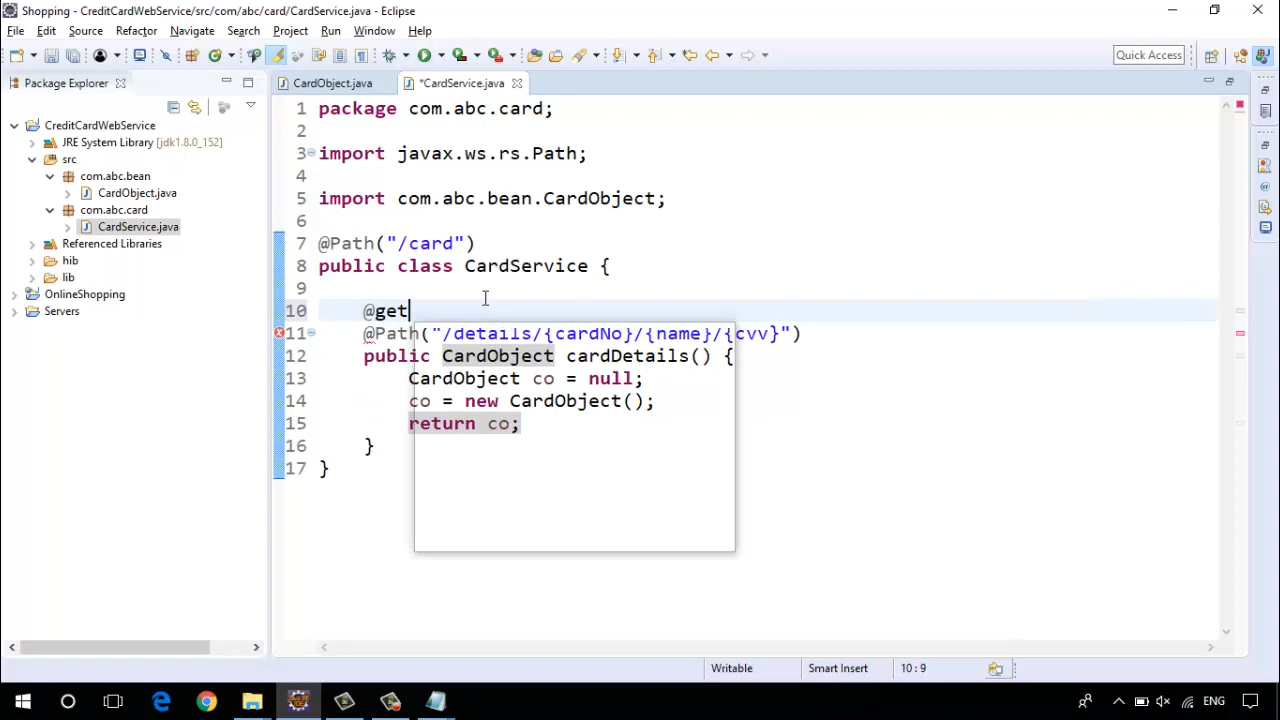 Shopping - CreditCardWebService/src/com/abc/card/CardService.java - Eclipse
File Edit Source Refactor Navigate Search Project Run Window Help
Quick Access
Package Explorer
CardObject.java
*CardService.java
CreditCardWebService
JRE System Library [jdk1.8.0_152]
src
com.abc.bean
CardObject.java
com.abc.card
CardService.java
Referenced Libraries
hib
lib
OnlineShopping
Servers
1 package com.abc.card;
2
3 import javax.ws.rs.Path;
4
5 import com.abc.bean.CardObject;
6
7 @Path("/card")
8 public class CardService {
9
10 @get
11 @Path("/details/{cardNo}/{name}/{cvv}")
12 public CardObject cardDetails() {
13 CardObject co = null;
14 co = new CardObject();
15 return co;
16 }
17 }
Writable Smart Insert 10 : 9
ENG